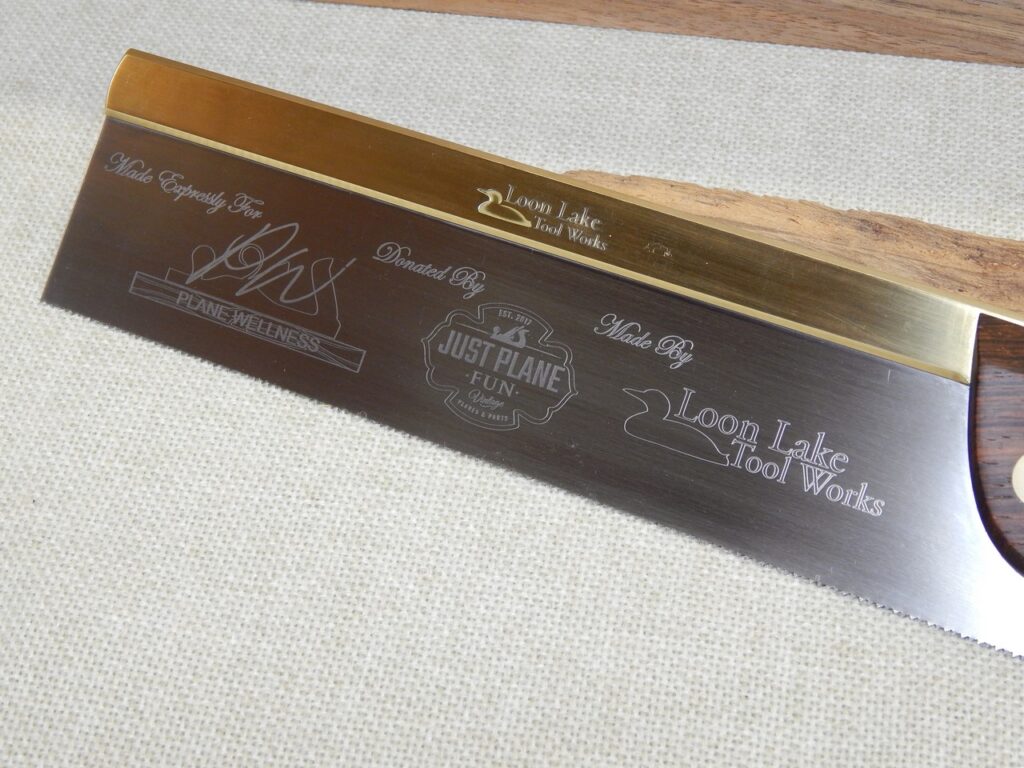 Loon Lake
Tool Works
Made Expressly For
PLANE WELLNESS
Donated By
EST. 2017
JUST PLANE
FUN
Vintage
PLANES & PARTS
Made By
Loon Lake
Tool Works